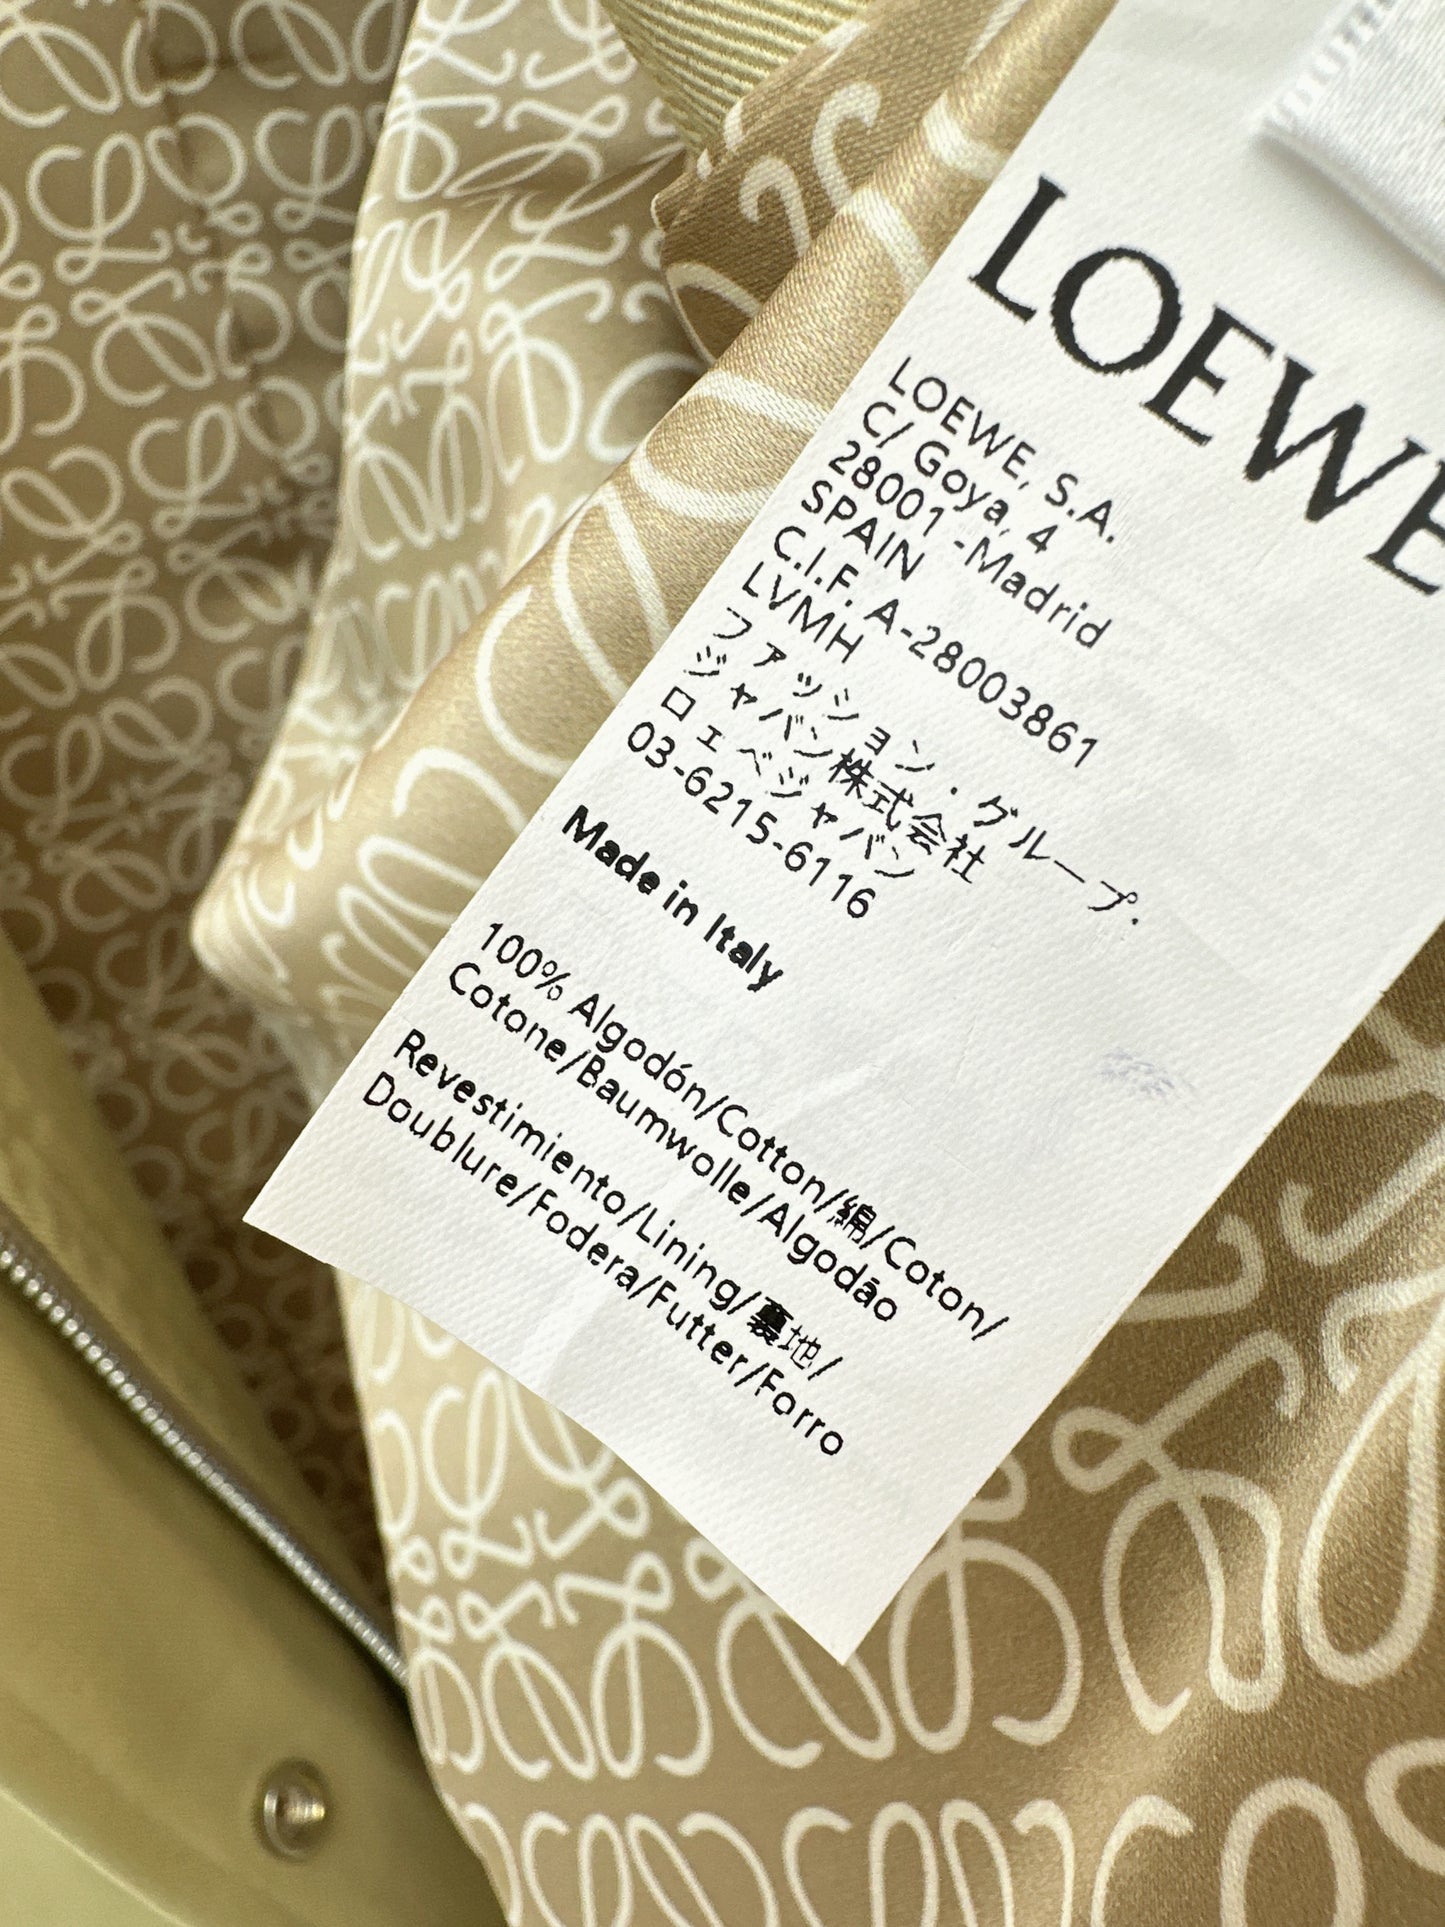 LOEWE
LOEWE, S.A.
C/ Goya, 4
28001 -Madrid
SPAIN
C.I.F. A-28003861
LVMH
ファッション・グループ・
ジャパン株式会社
ロエベジャパン
03-6215-6116
Made in Italy
100% Algodón/Cotton/綿/Coton/
Cotone/Baumwolle/Algodão
Revestimiento/Lining/裏地/
Doublure/Fodera/Futter/Forro